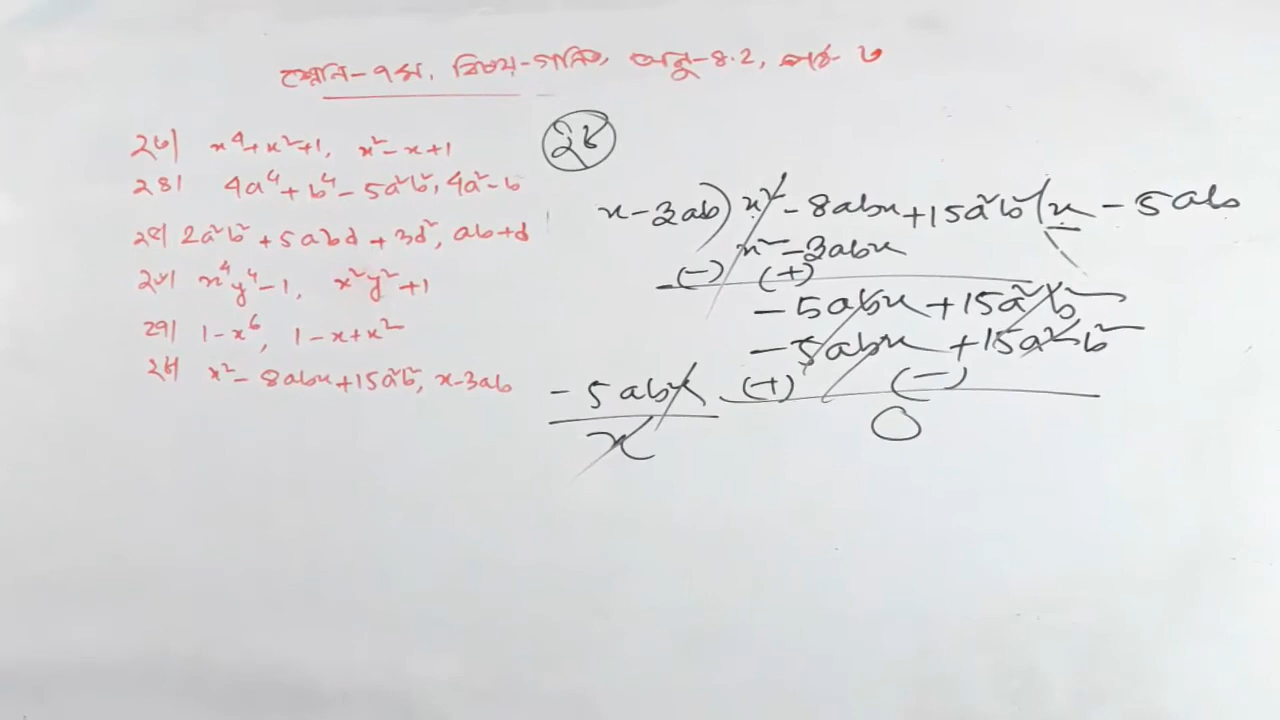 শ্রেণি-৭ম, বিষয়-গণিত, অনু-৪.2, পার্ট- ৩
২৩| x⁴+x²+1, x²-x+1
২৪| 4a⁴+b⁴-5a²b², 4a²-b
২৫| 2a²b²+5abd+3d², ab+d
২৬| x⁴y⁴-1, x²y²+1
২৭| 1-x⁶, 1-x+x²
২৮| x²-8abx+15a²b², x-3ab
২৮
x-3ab) x²-8abx+15a²b² (x-5ab
x²-3abx
(-) (+)
-5abx+15a²b²
-5abx+15a²b²
(+) (-)
0
-5abx
x